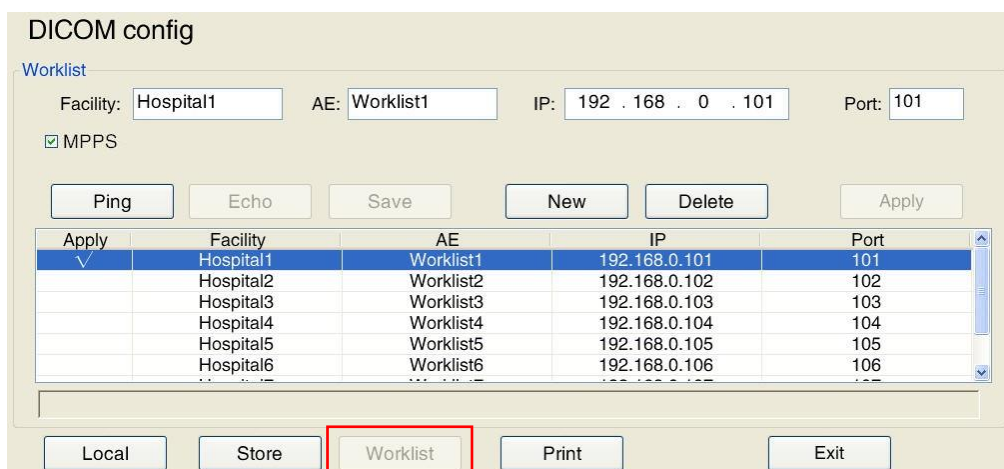 DICOM config
Worklist
Facility: Hospital1 AE: Worklist1 IP: 192 . 168 . 0 . 101 Port: 101
MPPS
Ping Echo Save New Delete Apply
Apply Facility AE IP Port
√ Hospital1 Worklist1 192.168.0.101 101
Hospital2 Worklist2 192.168.0.102 102
Hospital3 Worklist3 192.168.0.103 103
Hospital4 Worklist4 192.168.0.104 104
Hospital5 Worklist5 192.168.0.105 105
Hospital6 Worklist6 192.168.0.106 106
Local Store Worklist Print Exit